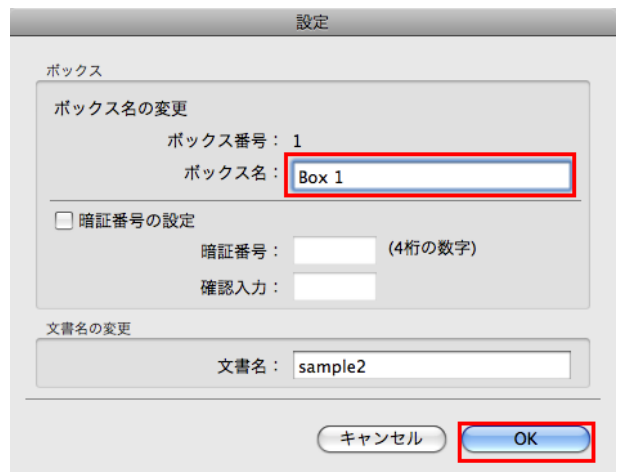 設定
ボックス
ボックス名の変更
ボックス番号： 1
ボックス名： Box 1
暗証番号の設定
暗証番号： (4桁の数字)
確認入力：
文書名の変更
文書名： sample2
キャンセル OK